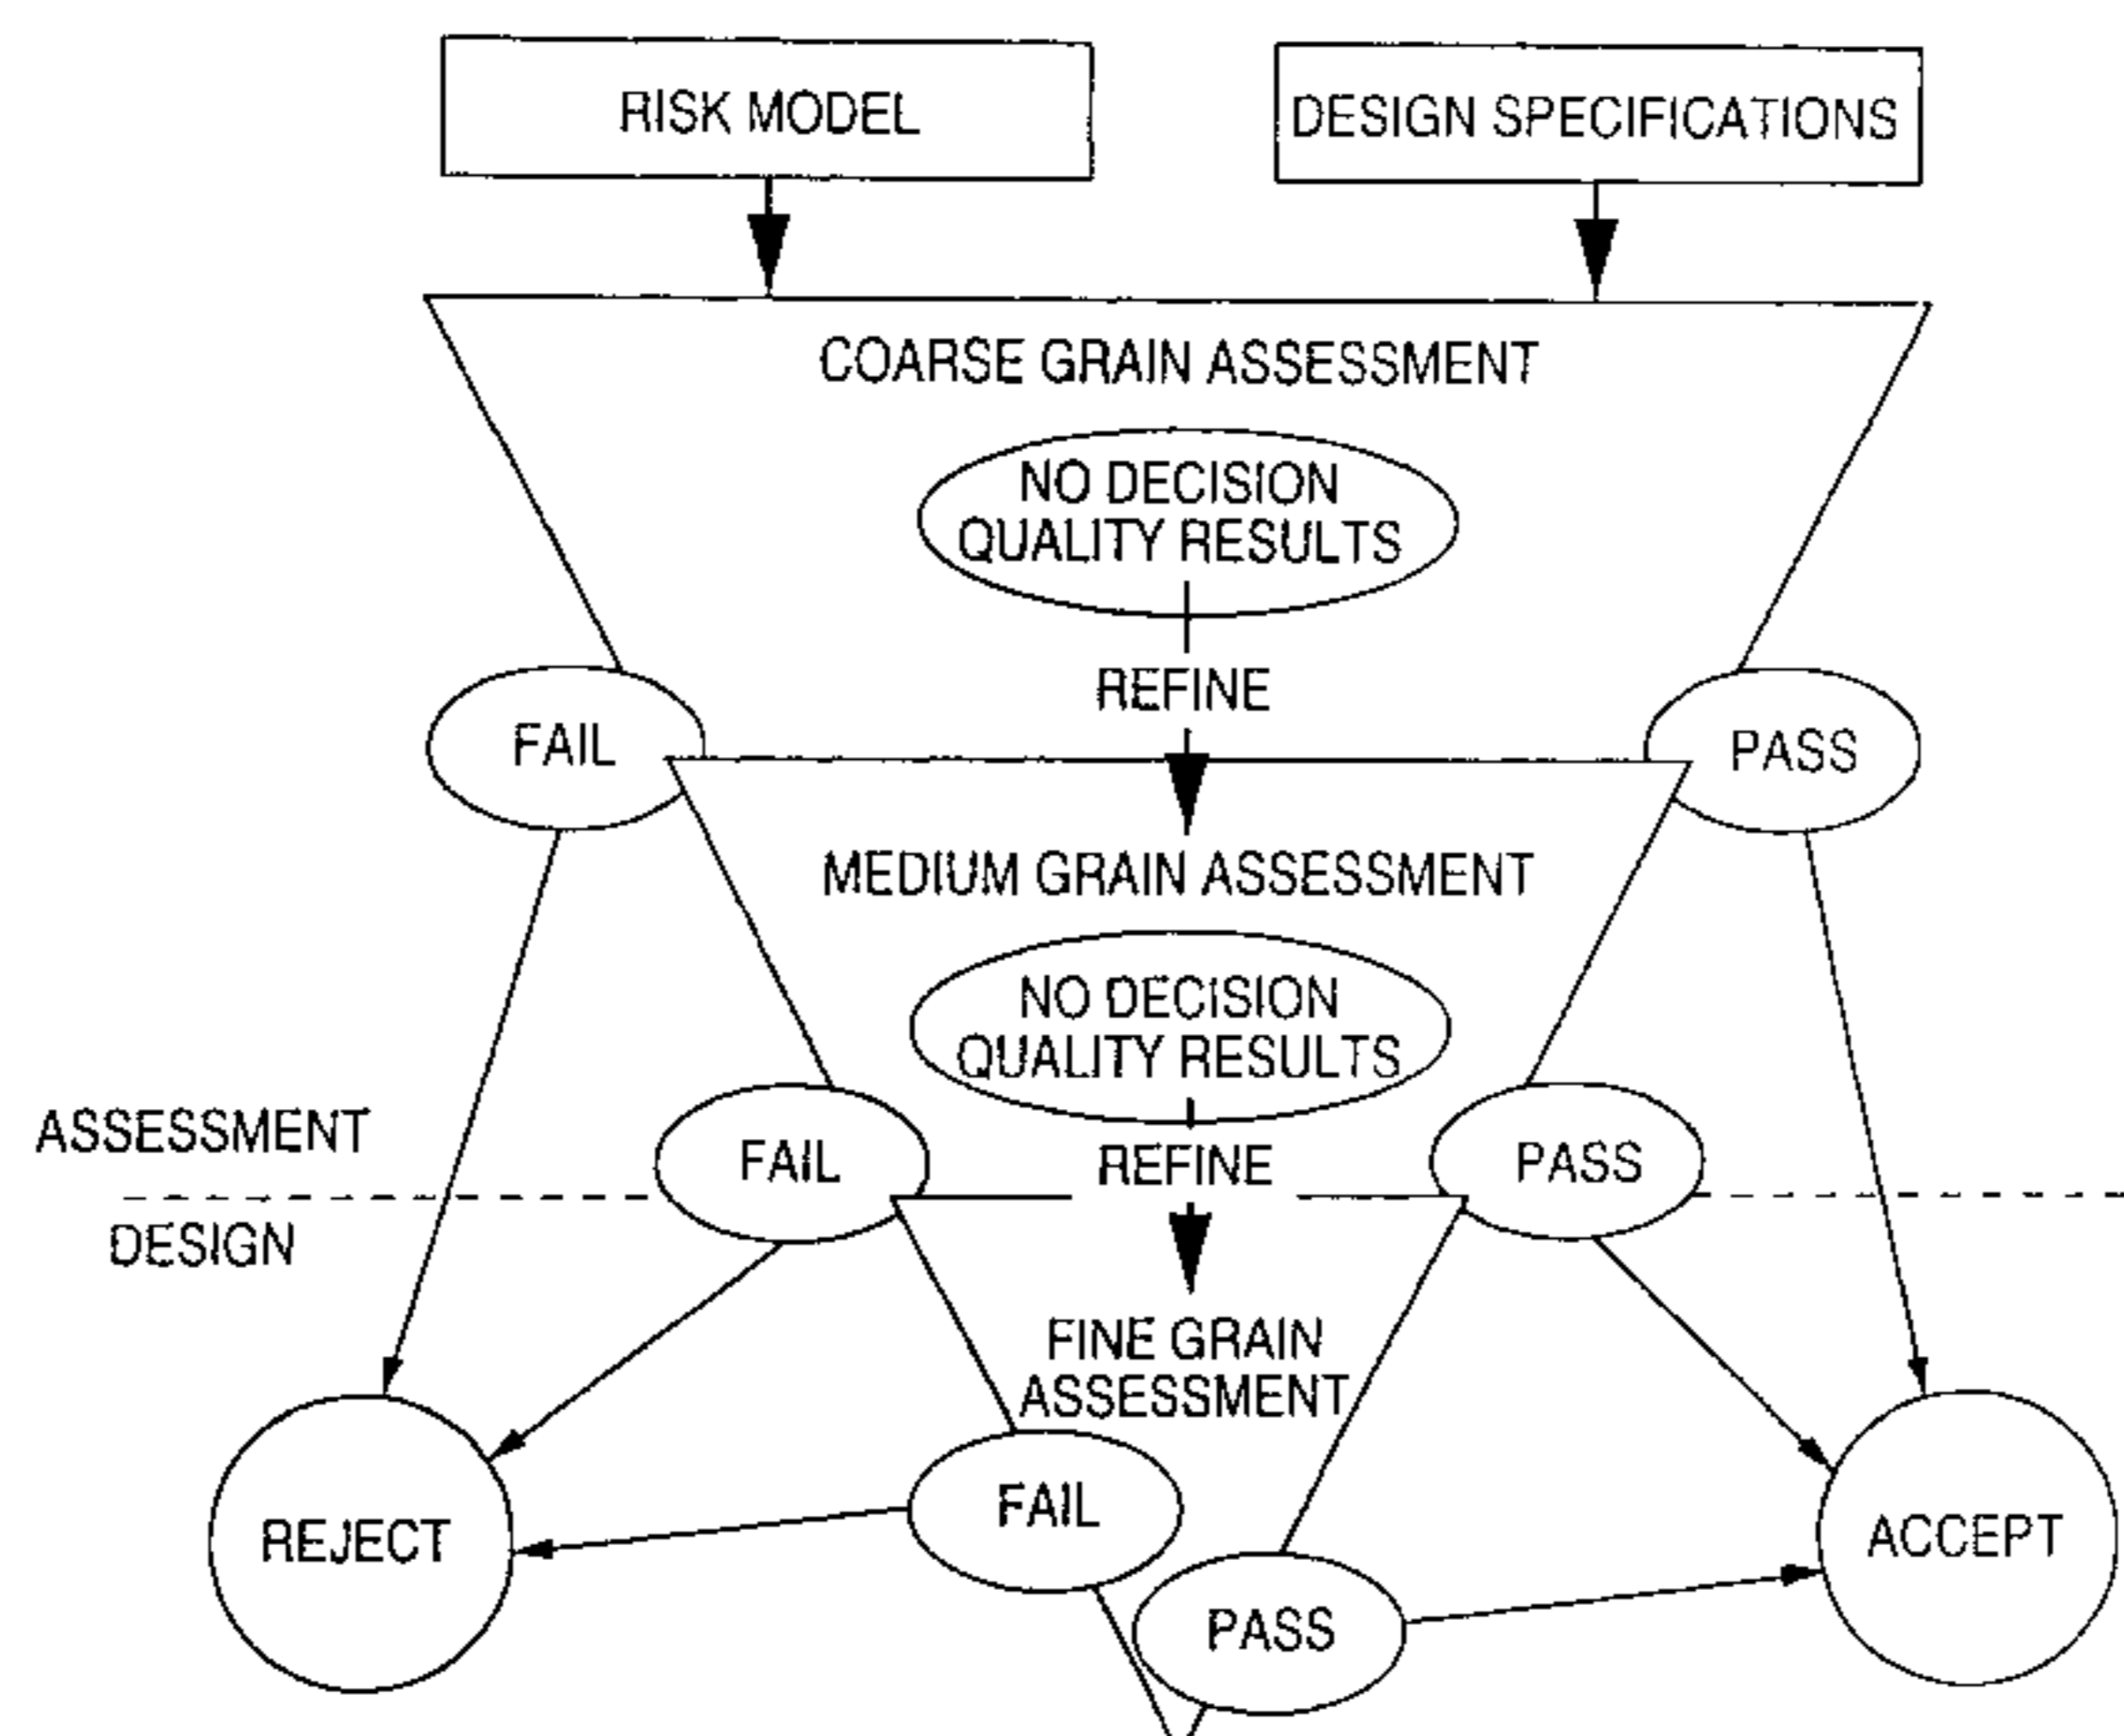 RISK MODEL
DESIGN SPECIFICATIONS
COARSE GRAIN ASSESSMENT
NO DECISION
QUALITY RESULTS
REFINE
FAIL
PASS
MEDIUM GRAIN ASSESSMENT
NO DECISION
QUALITY RESULTS
ASSESSMENT
FAIL
REFINE
PASS
DESIGN
FINE GRAIN
ASSESSMENT
REJECT
FAIL
ACCEPT
PASS